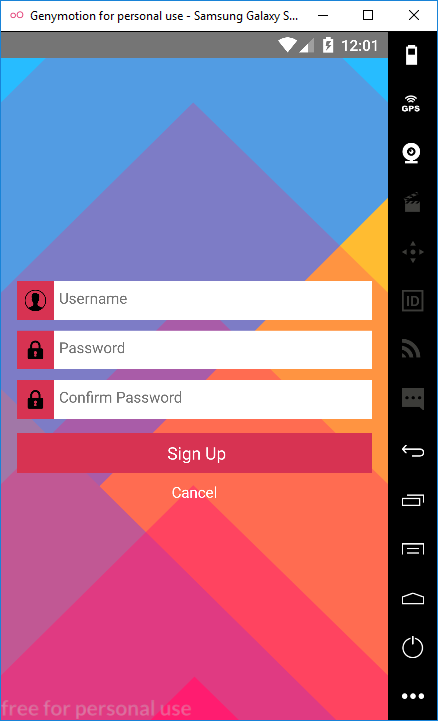 Genymotion for personal use - Samsung Galaxy S...
12:01
GPS
Username
ID
Password
Confirm Password
Sign Up
Cancel
free for personal use